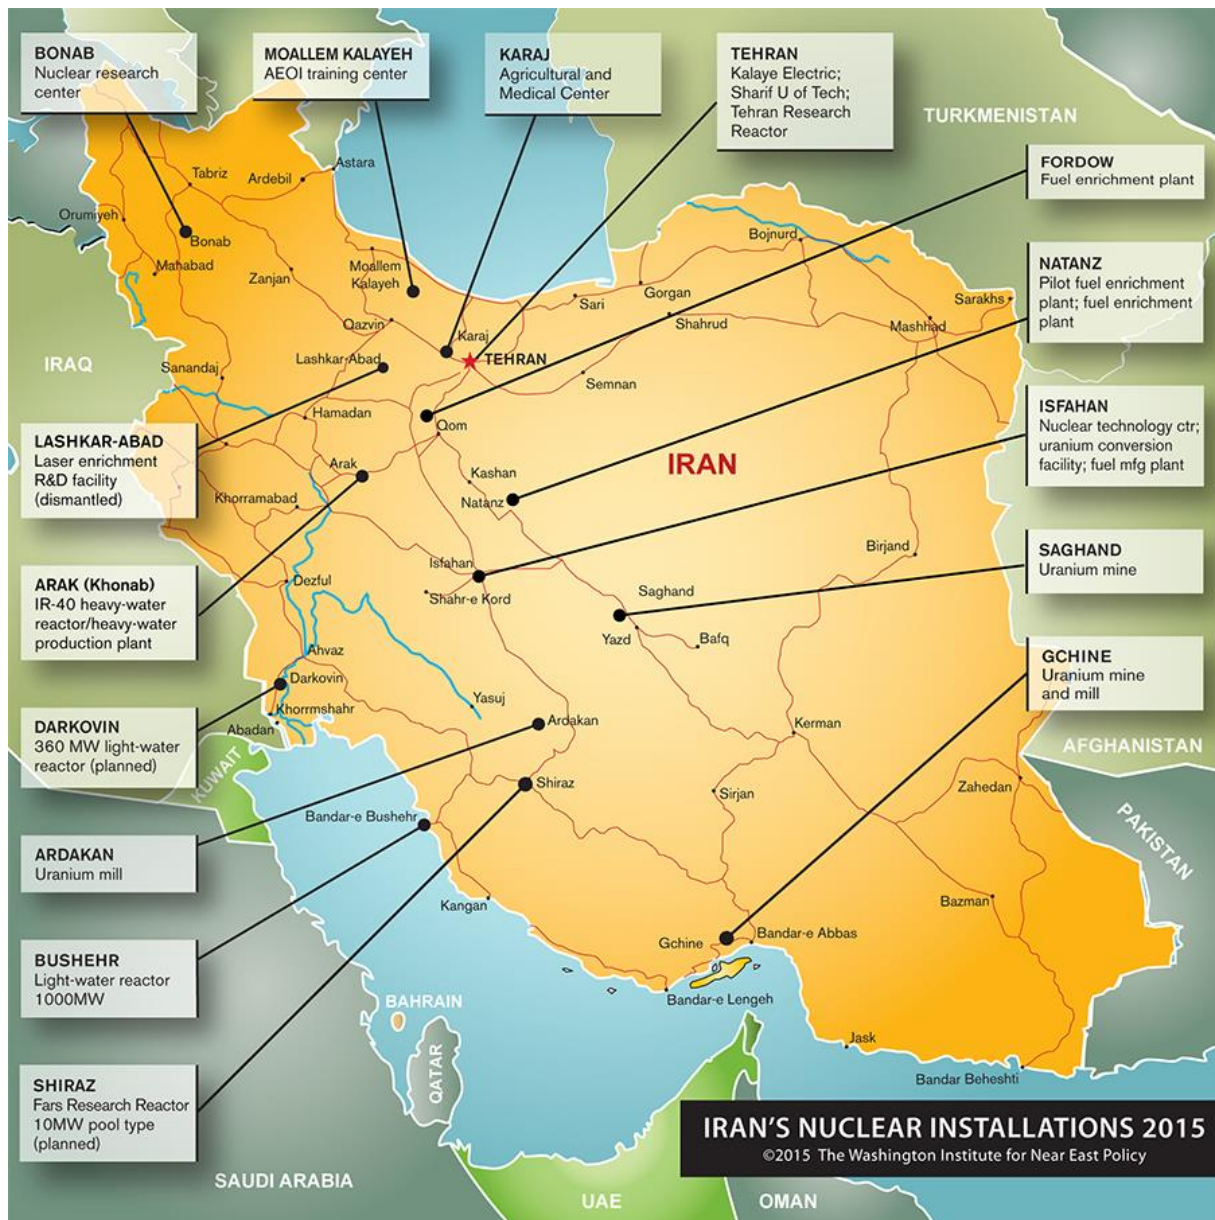 BONAB
Nuclear research
center
MOALLEM KALAYEH
AEOI training center
KARAJ
Agricultural and
Medical Center
TEHRAN
Kalaye Electric;
Sharif U of Tech;
Tehran Research
Reactor
TURKMENISTAN
FORDOW
Fuel enrichment plant
NATANZ
Pilot fuel enrichment
plant; fuel enrichment
plant
ISFAHAN
Nuclear technology ctr;
uranium conversion
facility; fuel mfg plant
SAGHAND
Uranium mine
GCHINE
Uranium mine
and mill
AFGHANISTAN
PAKISTAN
IRAQ
LASHKAR-ABAD
Laser enrichment
R&D facility
(dismantled)
ARAK (Khonab)
IR-40 heavy-water
reactor/heavy-water
production plant
DARKOVIN
360 MW light-water
reactor (planned)
KUWAIT
ARDAKAN
Uranium mill
BUSHEHR
Light-water reactor
1000MW
SHIRAZ
Fars Research Reactor
10MW pool type
(planned)
Astara
Tabriz
Ardebil
Orumiyeh
Bonab
Mahabad
Zanjan
Moallem
Kalayeh
Bojnurd
Sari
Gorgan
Sarakhs
Qazvin
Karaj
Shahrud
Mashhad
Lashkar-Abad
TEHRAN
Sanandaj
Semnan
Hamadan
Qom
IRAN
Arak
Kashan
Khorramabad
Natanz
Birjand
Isfahan
Dezful
Shahr-e Kord
Saghand
Yazd
Bafq
Ahvaz
Darkovin
Yasuj
Khorrmshahr
Abadan
Ardakan
Kerman
Shiraz
Sirjan
Zahedan
Bandar-e Bushehr
Kangan
Bazman
Gchine
Bandar-e Abbas
Bandar-e Lengeh
BAHRAIN
QATAR
Jask
Bandar Beheshti
SAUDI ARABIA
UAE
OMAN
IRAN'S NUCLEAR INSTALLATIONS 2015
©2015 The Washington Institute for Near East Policy